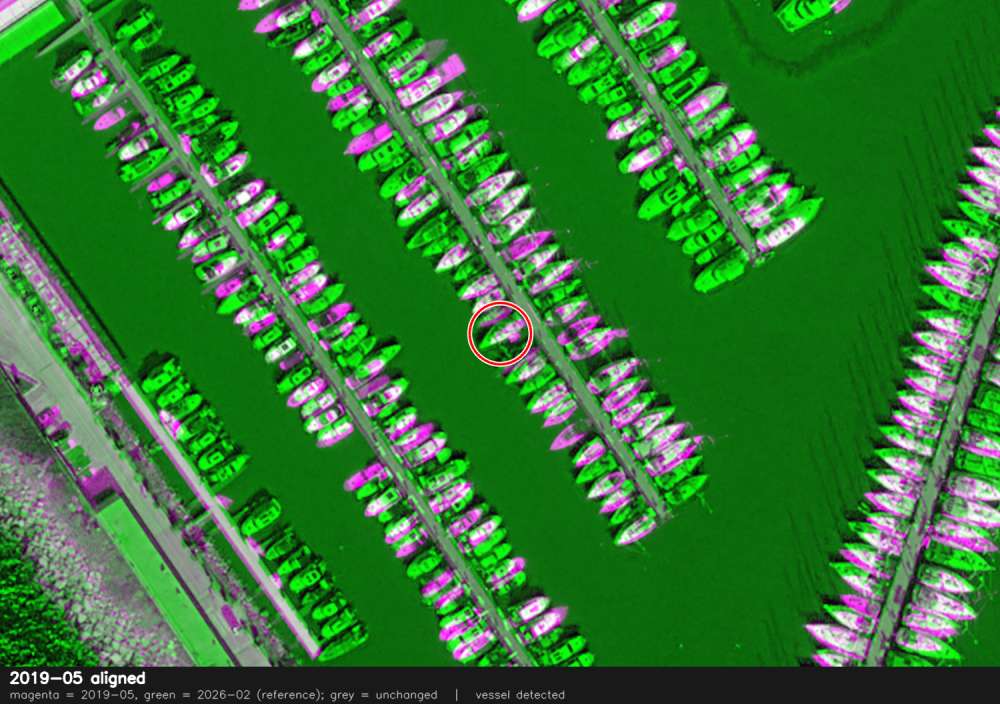 2019-05 aligned
magenta = 2019-05, green = 2026-02 (reference); grey = unchanged | vessel detected